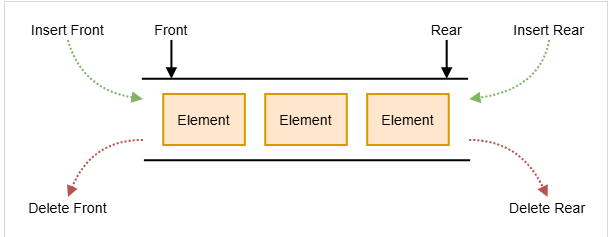 Insert Front
Front
Rear
Insert Rear
Element
Element
Element
Delete Front
Delete Rear